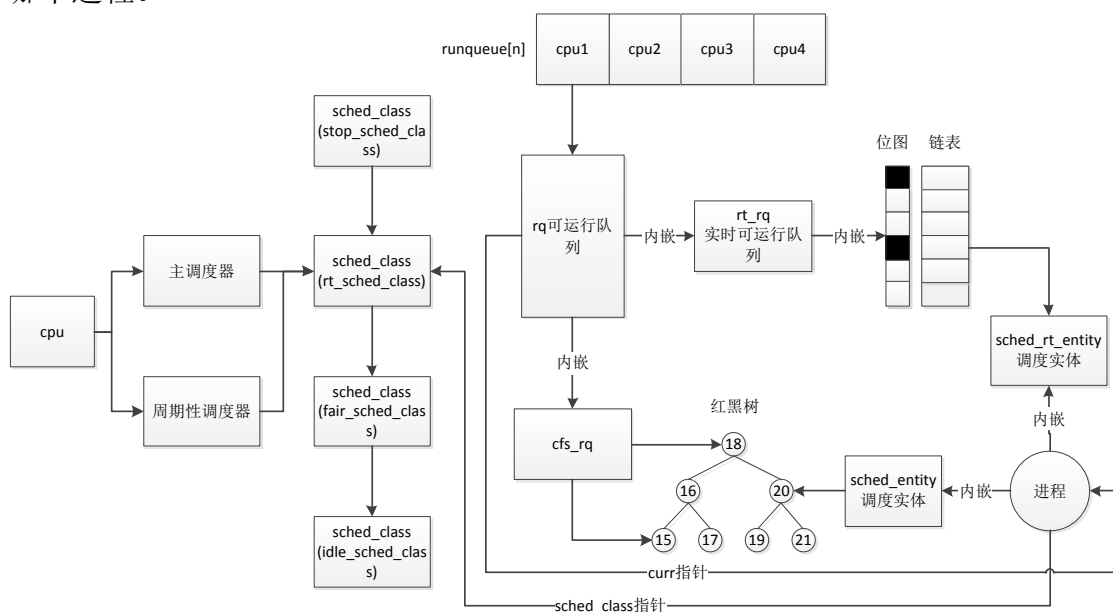 runqueue[n]
cpu1
cpu2
cpu3
cpu4
sched_class
(stop_sched_cla
ss)
位图
链表
rq可运行队
列
内嵌
rt_rq
实时可运行队
列
内嵌
主调度器
sched_class
(rt_sched_class)
cpu
内嵌
sched_rt_entity
调度实体
周期性调度器
sched_class
(fair_sched_clas
s)
红黑树
内嵌
cfs_rq
18
16
20
sched_entity
调度实体
内嵌
进程
15
17
19
21
sched_class
(idle_sched_clas
s)
curr指针
sched_class指针